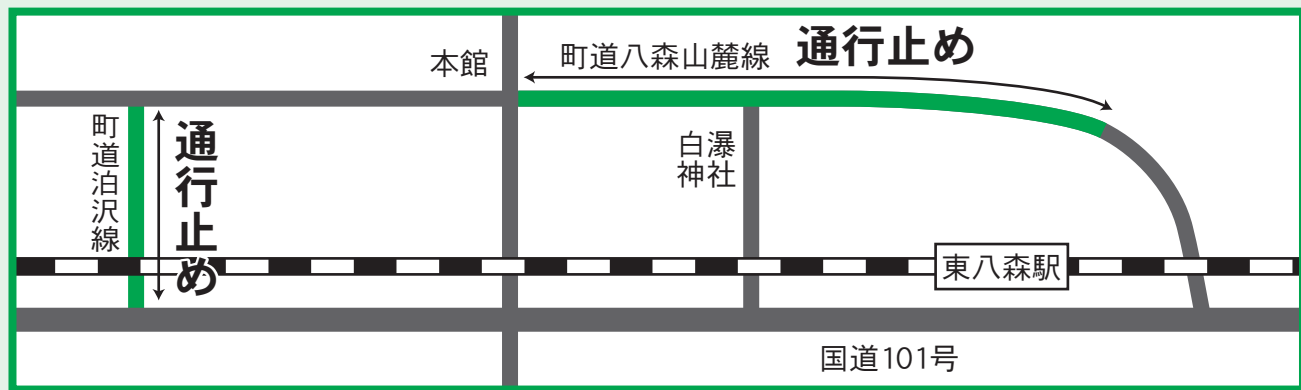 本館
町道八森山麓線
通行止め
町道泊沢線
通行止め
白瀑
神社
東八森駅
国道101号